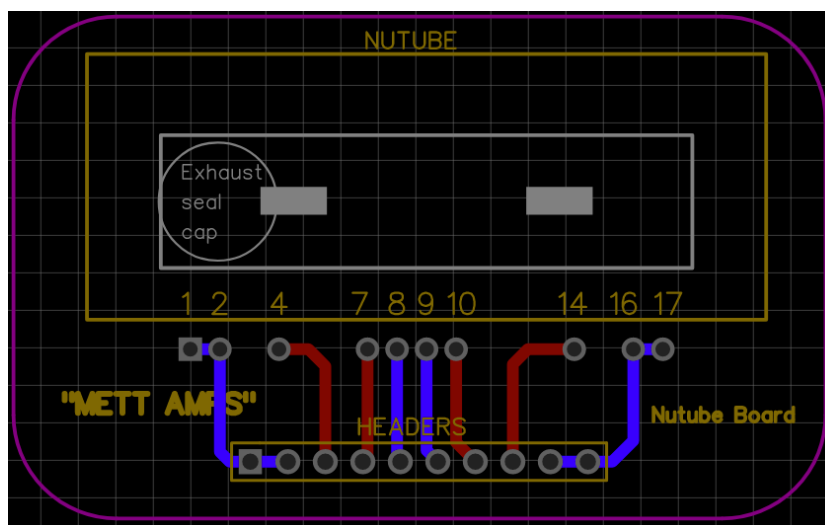 NUTUBE
Exhaust
seal
cap
1 2 4 7 8 9 10 14 16 17
"METT AMPS"
Nutube Board
HEADERS